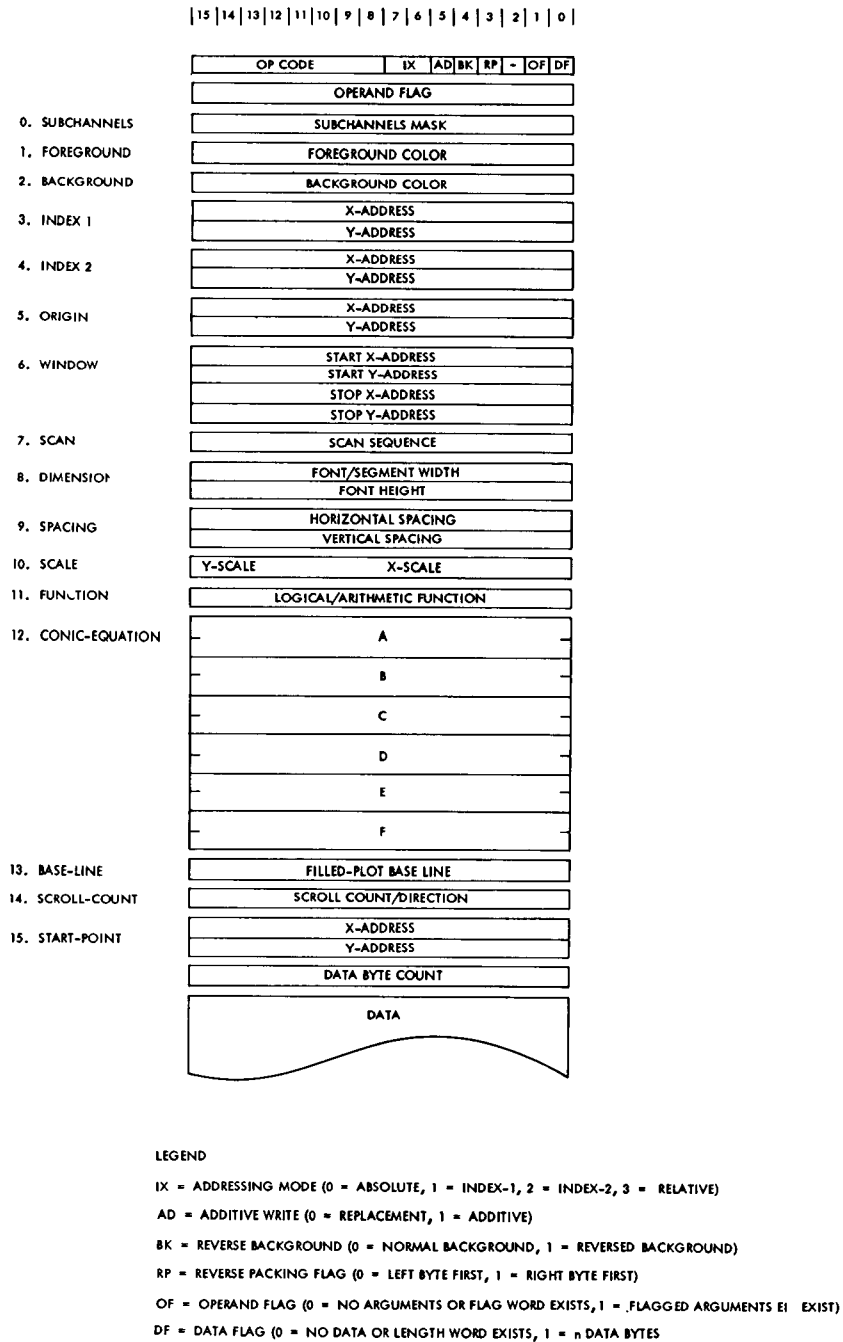 15 14 13 12 11 10 9 8 7 6 5 4 3 2 1 0
OP CODE IX AD BK RP - OF DF
OPERAND FLAG
0. SUBCHANNELS SUBCHANNELS MASK
1. FOREGROUND FOREGROUND COLOR
2. BACKGROUND BACKGROUND COLOR
3. INDEX 1 X-ADDRESS
Y-ADDRESS
4. INDEX 2 X-ADDRESS
Y-ADDRESS
5. ORIGIN X-ADDRESS
Y-ADDRESS
6. WINDOW START X-ADDRESS
START Y-ADDRESS
STOP X-ADDRESS
STOP Y-ADDRESS
7. SCAN SCAN SEQUENCE
8. DIMENSION FONT/SEGMENT WIDTH
FONT HEIGHT
9. SPACING HORIZONTAL SPACING
VERTICAL SPACING
10. SCALE Y-SCALE X-SCALE
11. FUNCTION LOGICAL/ARITHMETIC FUNCTION
12. CONIC-EQUATION A
B
C
D
E
F
13. BASE-LINE FILLED-PLOT BASE LINE
14. SCROLL-COUNT SCROLL COUNT/DIRECTION
15. START-POINT X-ADDRESS
Y-ADDRESS
DATA BYTE COUNT
DATA
LEGEND
IX = ADDRESSING MODE (0 = ABSOLUTE, 1 = INDEX-1, 2 = INDEX-2, 3 = RELATIVE)
AD = ADDITIVE WRITE (0 = REPLACEMENT, 1 = ADDITIVE)
BK = REVERSE BACKGROUND (0 = NORMAL BACKGROUND, 1 = REVERSED BACKGROUND)
RP = REVERSE PACKING FLAG (0 = LEFT BYTE FIRST, 1 = RIGHT BYTE FIRST)
OF = OPERAND FLAG (0 = NO ARGUMENTS OR FLAG WORD EXISTS, 1 = FLAGGED ARGUMENTS EXIST)
DF = DATA FLAG (0 = NO DATA OR LENGTH WORD EXISTS, 1 = n DATA BYTES